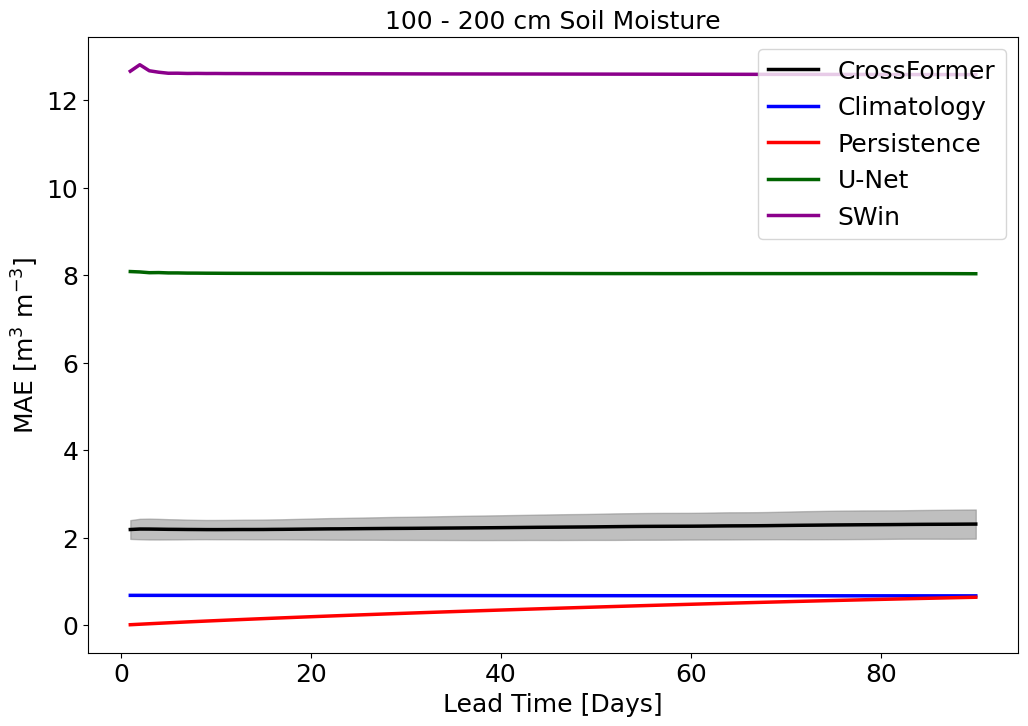 100 - 200 cm Soil Moisture
MAE [m³ m⁻³]
12
10
8
6
4
2
0
CrossFormer
Climatology
Persistence
U-Net
SWin
0 20 40 60 80
Lead Time [Days]